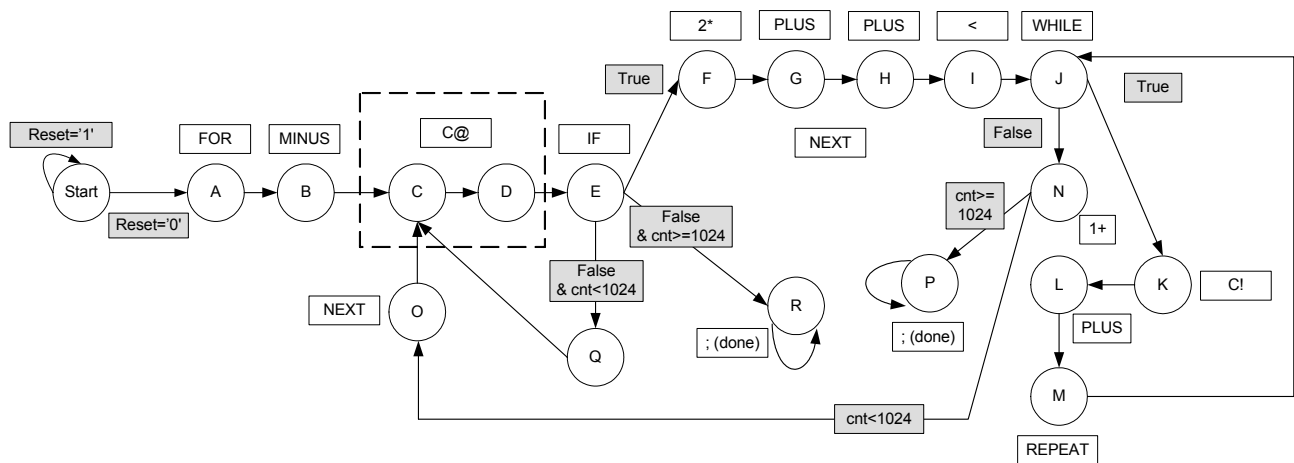 2*
PLUS
PLUS
<
WHILE
True
F
G
H
I
J
True
C@
NEXT
False
Reset='1'
FOR
MINUS
IF
Start
A
B
C
D
E
N
cnt>=
1024
1+
Reset='0'
False
& cnt>=1024
False
& cnt<1024
P
L
K
C!
NEXT
O
R
; (done)
; (done)
PLUS
Q
M
cnt<1024
REPEAT